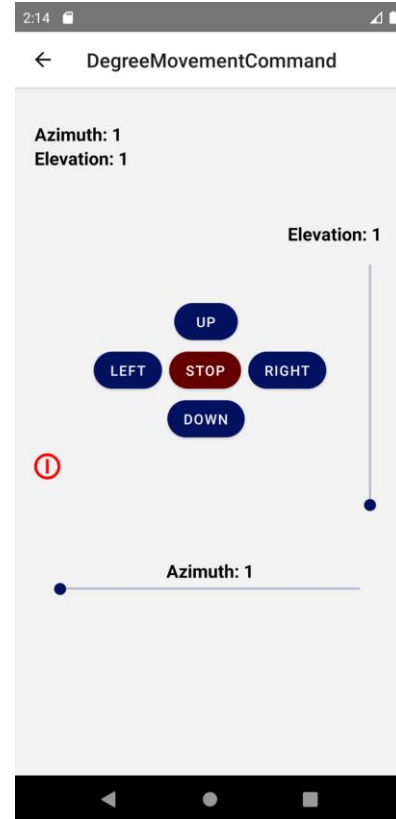 2:14
DegreeMovementCommand
Azimuth: 1
Elevation: 1
Elevation: 1
UP
LEFT STOP RIGHT
DOWN
Azimuth: 1